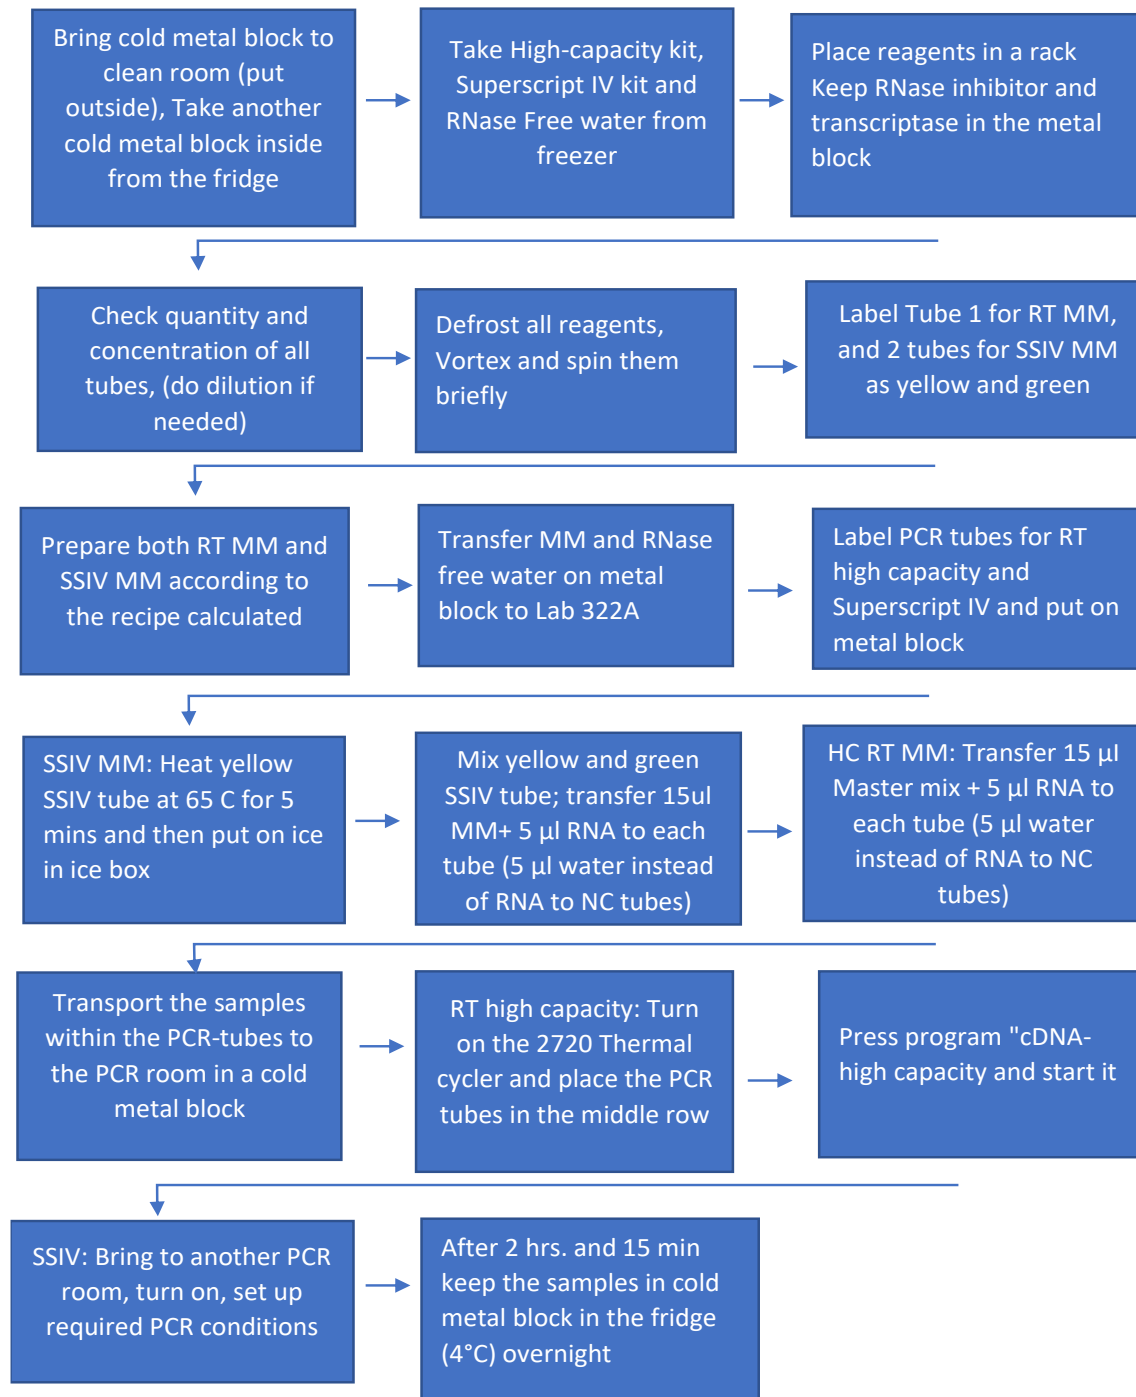 Bring cold metal block to
clean room (put
outside), Take another
cold metal block inside
from the fridge
Take High-capacity kit,
Superscript IV kit and
RNase Free water from
freezer
Place reagents in a rack
Keep RNase inhibitor and
transcriptase in the metal
block
Check quantity and
concentration of all
tubes, (do dilution if
needed)
Defrost all reagents,
Vortex and spin them
briefly
Label Tube 1 for RT MM,
and 2 tubes for SSIV MM
as yellow and green
Prepare both RT MM and
SSIV MM according to
the recipe calculated
Transfer MM and RNase
free water on metal
block to Lab 322A
Label PCR tubes for RT
high capacity and
Superscript IV and put on
metal block
SSIV MM: Heat yellow
SSIV tube at 65 C for 5
mins and then put on ice
in ice box
Mix yellow and green
SSIV tube; transfer 15ul
MM+ 5 µl RNA to each
tube (5 µl water instead
of RNA to NC tubes)
HC RT MM: Transfer 15 µl
Master mix + 5 µl RNA to
each tube (5 µl water
instead of RNA to NC
tubes)
Transport the samples
within the PCR-tubes to
the PCR room in a cold
metal block
RT high capacity: Turn
on the 2720 Thermal
cycler and place the PCR
tubes in the middle row
Press program "cDNA-
high capacity and start it
SSIV: Bring to another PCR
room, turn on, set up
required PCR conditions
After 2 hrs. and 15 min
keep the samples in cold
metal block in the fridge
(4°C) overnight